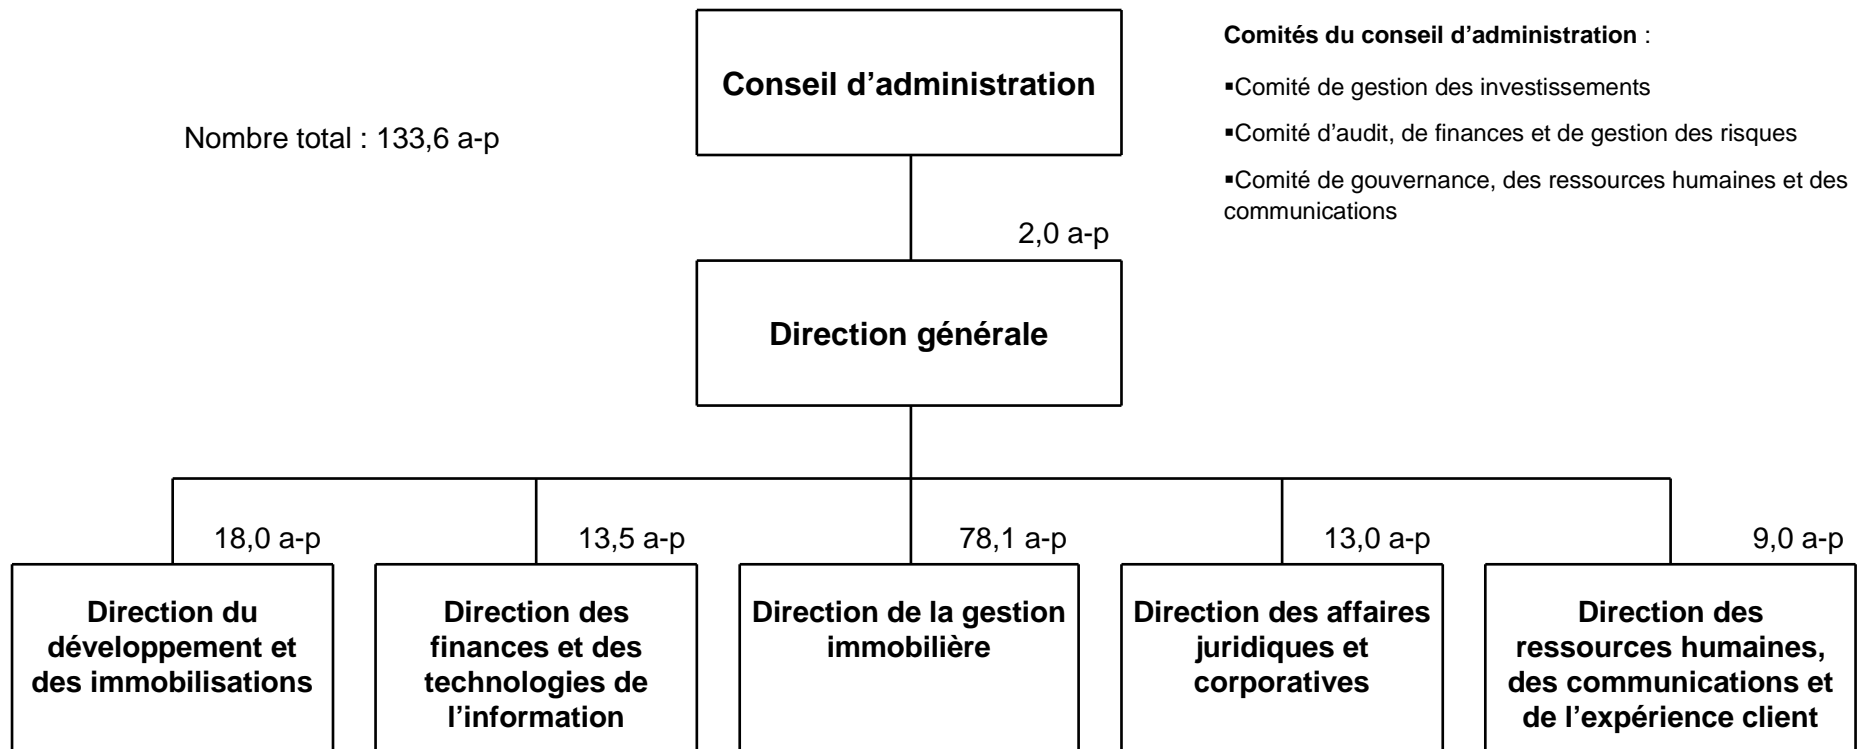 Conseil d’administration
Nombre total : 133,6 a-p
Comités du conseil d’administration :
▪Comité de gestion des investissements
▪Comité d’audit, de finances et de gestion des risques
▪Comité de gouvernance, des ressources humaines et des
communications
2,0 a-p
Direction générale
18,0 a-p
Direction du
développement et
des immobilisations
13,5 a-p
Direction des
finances et des
technologies de
l’information
78,1 a-p
Direction de la gestion
immobilière
13,0 a-p
Direction des affaires
juridiques et
corporatives
9,0 a-p
Direction des
ressources humaines,
des communications et
de l’expérience client